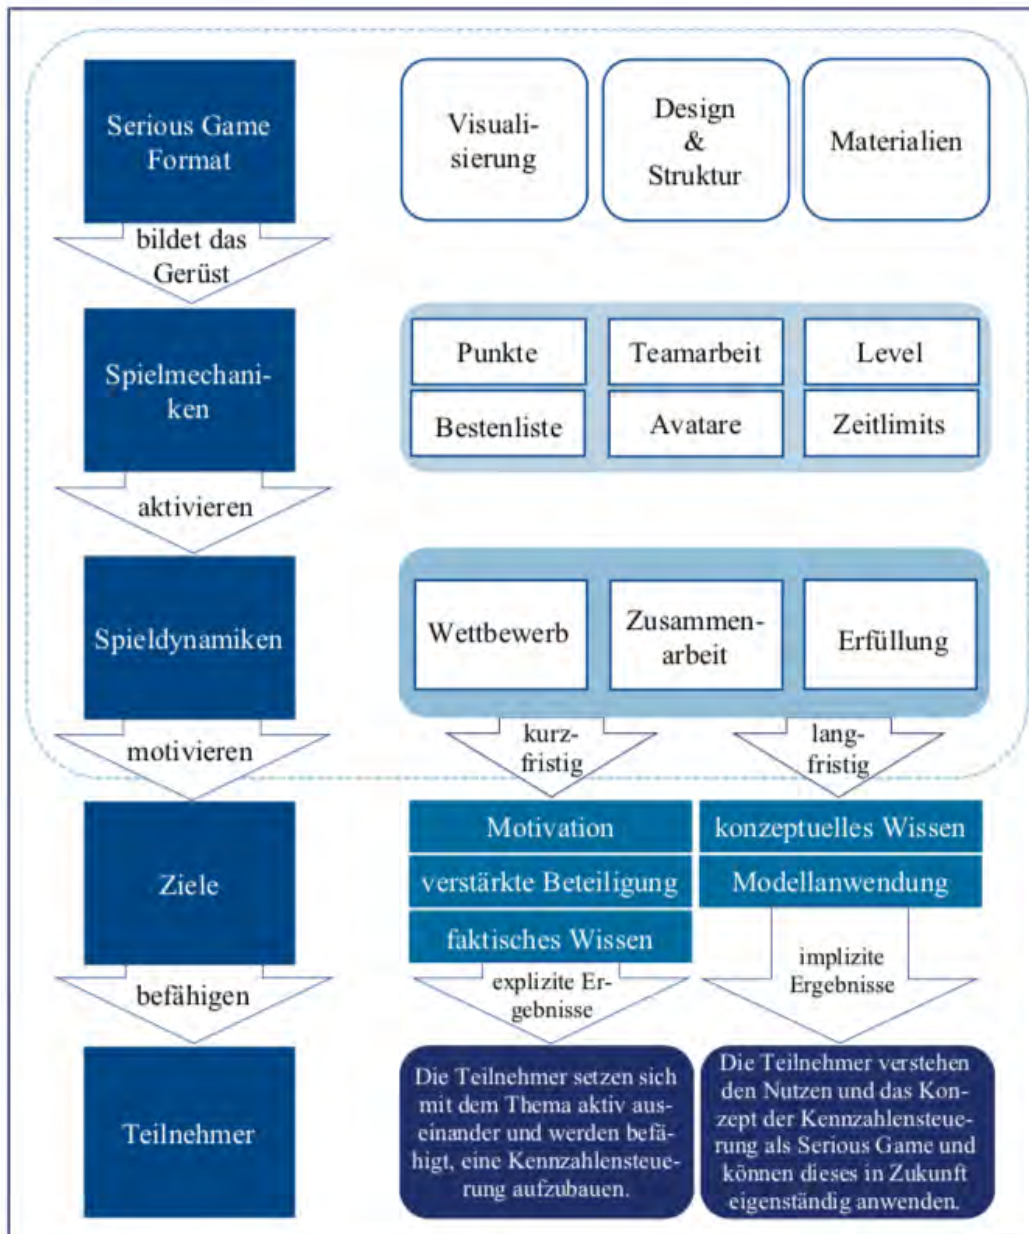 Serious Game
Format
Visuali-
sierung
Design
&
Struktur
Materialien
bildet das
Gerüst
Spielmechani-
ken
Punkte
Teamarbeit
Level
Bestenliste
Avatare
Zeitlimits
aktivieren
Spieldynamiken
Wettbewerb
Zusammen-
arbeit
Erfüllung
motivieren
kurz-
fristig
lang-
fristig
Ziele
Motivation
verstärkte Beteiligung
faktisches Wissen
konzeptuelles Wissen
Modellanwendung
befähigen
explizite Er-
gebnisse
implizite
Ergebnisse
Teilnehmer
Die Teilnehmer setzen sich
mit dem Thema aktiv aus-
einander und werden befä-
higt, eine Kennzahlensteue-
rung aufzubauen.
Die Teilnehmer verstehen
den Nutzen und das Kon-
zept der Kennzahlensteue-
rung als Serious Game und
können dieses in Zukunft
eigenständig anwenden.